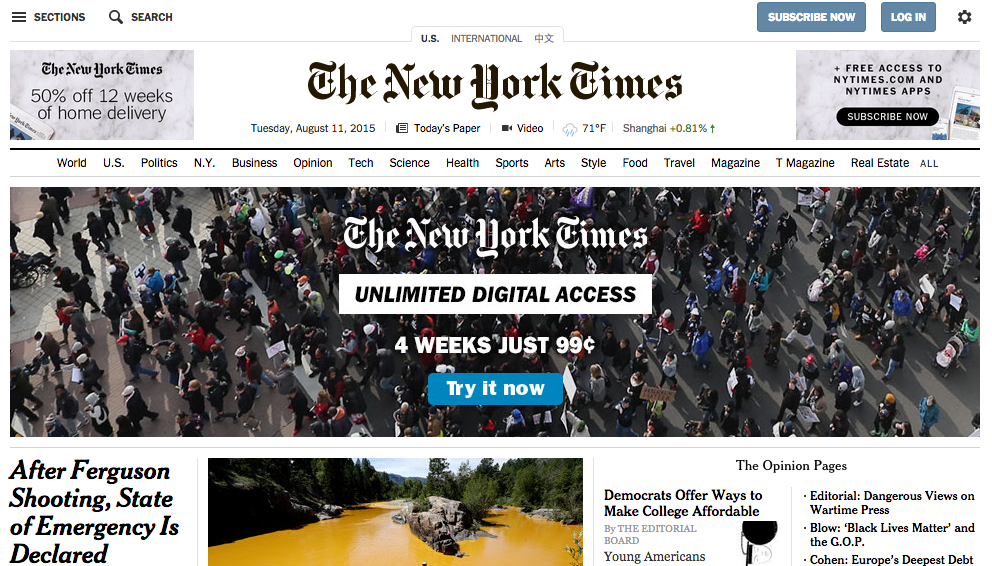 SECTIONS
SEARCH
SUBSCRIBE NOW
LOG IN
U.S.
INTERNATIONAL
中文
The New York Times
50% off 12 weeks
of home delivery
The New York Times
+ FREE ACCESS TO
NYTIMES.COM AND
NYTIMES APPS
SUBSCRIBE NOW
Tuesday, August 11, 2015
Today's Paper
Video
71°F
Shanghai +0.81% ↑
World U.S. Politics N.Y. Business Opinion Tech Science Health Sports Arts Style Food Travel Magazine T Magazine Real Estate ALL
The New York Times
UNLIMITED DIGITAL ACCESS
4 WEEKS JUST 99¢
Try it now
After Ferguson
Shooting, State
of Emergency Is
Declared
The Opinion Pages
Democrats Offer Ways to
Make College Affordable
By THE EDITORIAL
BOARD
Young Americans
· Editorial: Dangerous Views on
Wartime Press
· Blow: ‘Black Lives Matter’ and
the G.O.P.
· Cohen: Europe’s Deepest Debt